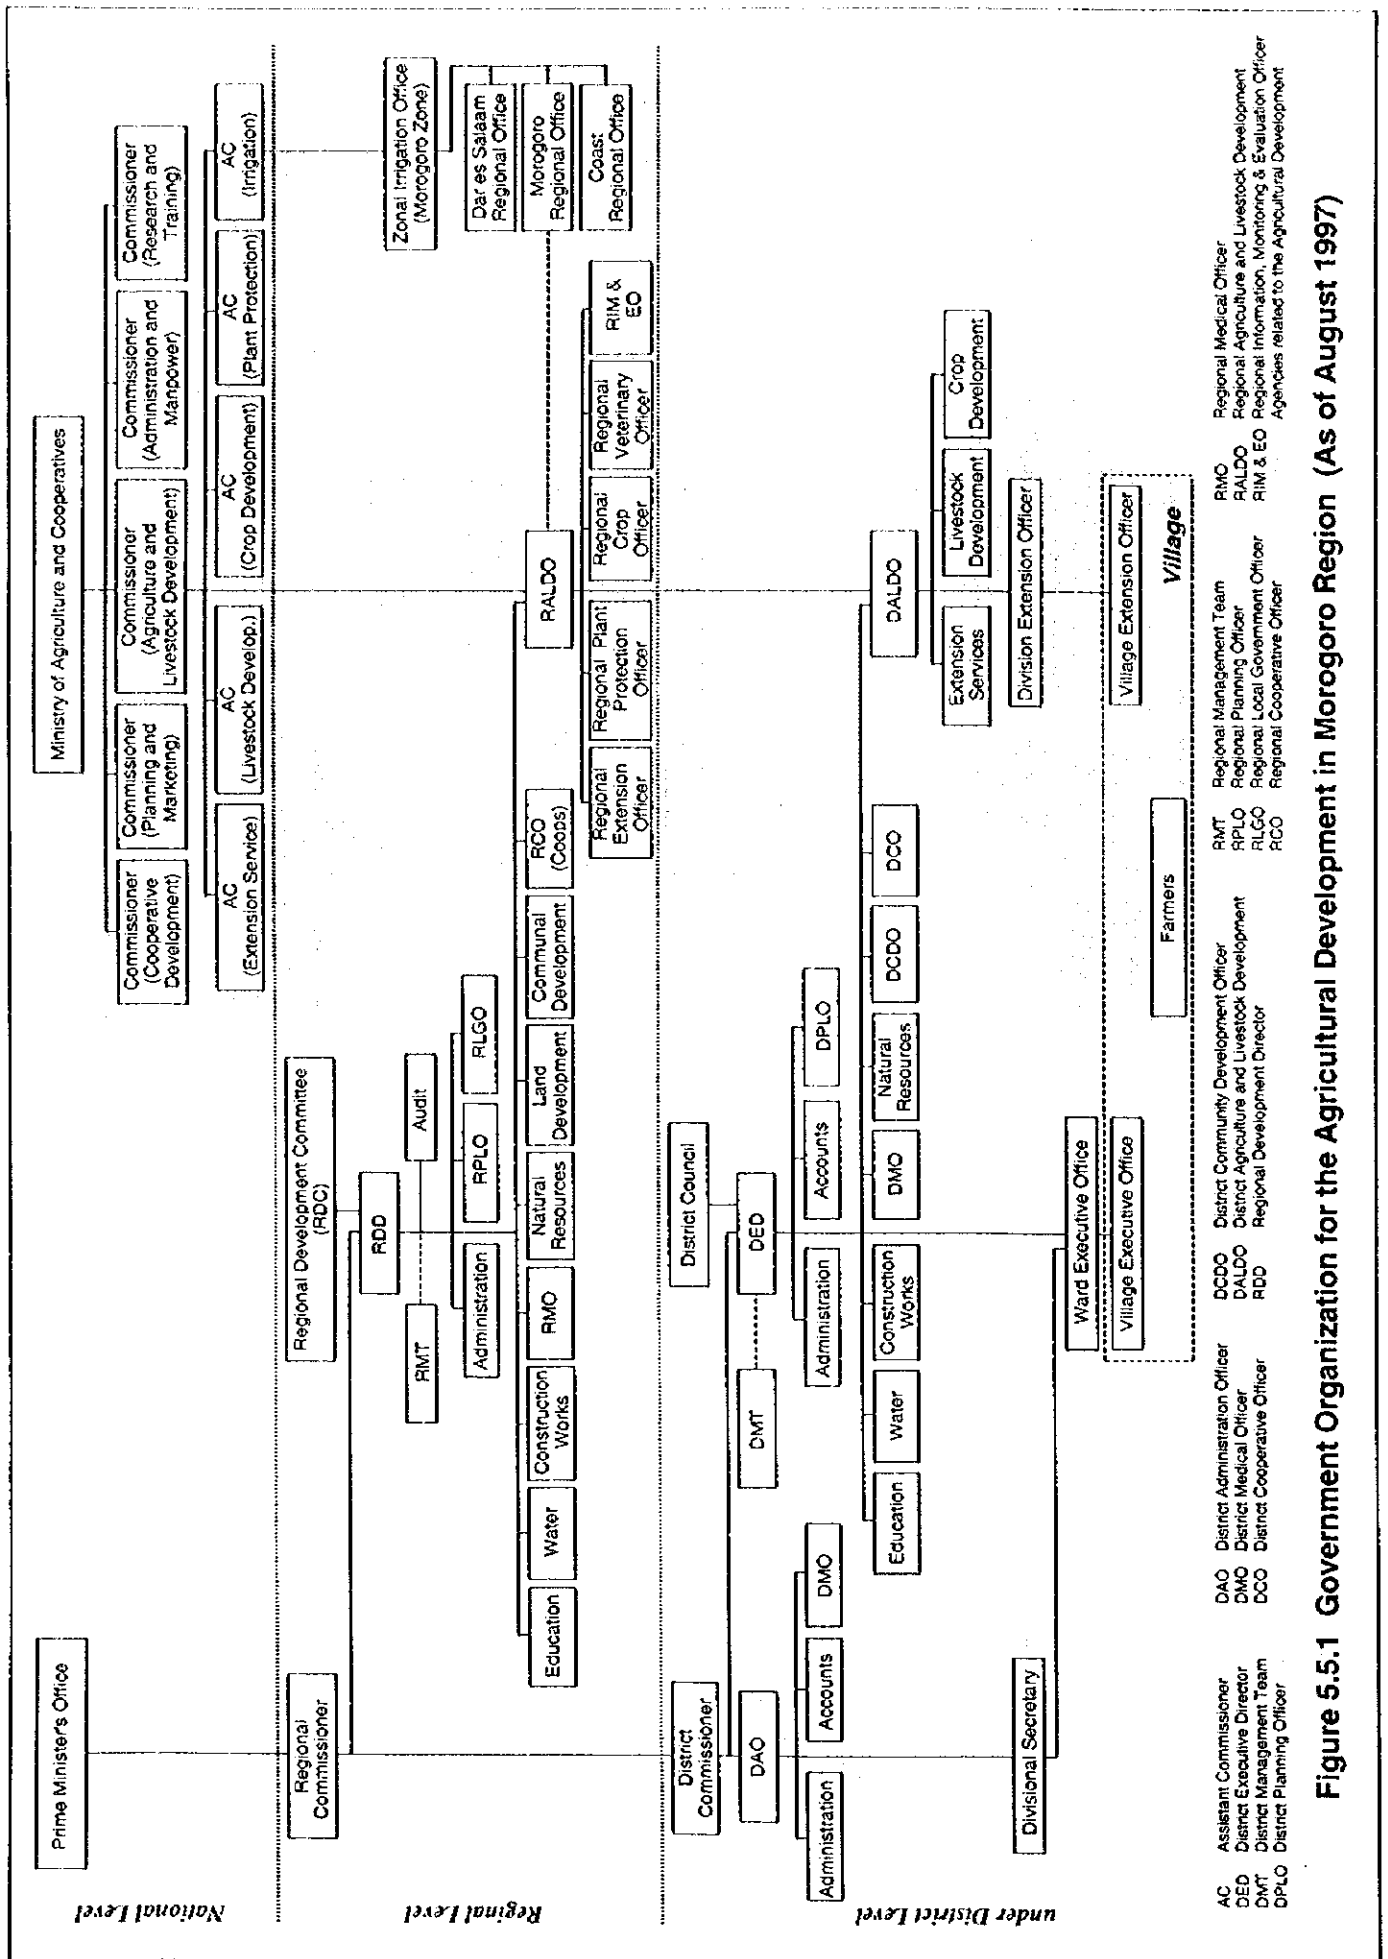 National Level
Prime Minister's Office
Ministry of Agriculture and Cooperatives
Commissioner
(Cooperative
Development)
Commissioner
(Planning and
Marketing)
Commissioner
(Agriculture and
Livestock Development)
Commissioner
(Administration and
Manpower)
Commissioner
(Research and
Training)
AC
(Extension Service)
AC
(Livestock Develop.)
AC
(Crop Development)
AC
(Plant Protection)
AC
(Irrigation)
Reginal Level
Regional
Commissioner
Regional Development Committee
(RDC)
RDD
RMT
Audit
Administration
RPLO
RLGO
Education
Water
Construction
Works
RMO
Natural
Resources
Land
Development
Communal
Development
RCO
(Coops)
RALDO
Regional
Extension
Officer
Regional Plant
Protection
Officer
Regional
Crop
Officer
Regional
Veterinary
Officer
RIM &
EO
Zonal Irrigation Office
(Morogoro Zone)
Dar es Salaam
Regional Office
Morogoro
Regional Office
Coast
Regional Office
under District Level
District
Commissioner
District Council
DAO
DMT
DED
Administration
Accounts
DMO
Administration
Accounts
DPLO
Education
Water
Construction
Works
DMO
Natural
Resources
DCDO
DCO
DALDO
Extension
Services
Livestock
Development
Crop
Development
Divisional Secretary
Division Extension Officer
Ward Executive Office
Village Executive Office
Village Extension Officer
Farmers
Village
AC Assistant Commissioner
DED District Executive Director
DMT District Management Team
DPLO District Planning Officer
DAO District Administration Officer
DMO District Medical Officer
DCO District Cooperative Officer
DCDO District Community Development Officer
DALDO District Agriculture and Livestock Development
RDD Regional Development Director
RMT Regional Management Team
RPLO Regional Planning Officer
RLGO Regional Local Government Officer
RCO Regional Cooperative Officer
RMO Regional Medical Officer
RALDO Regional Agriculture and Livestock Development
RIM & EO Regional Information, Monitoring & Evaluation Officer
Agencies related to the Agricultural Development
Figure 5.5.1 Government Organization for the Agricultural Development in Morogoro Region (As of August 1997)